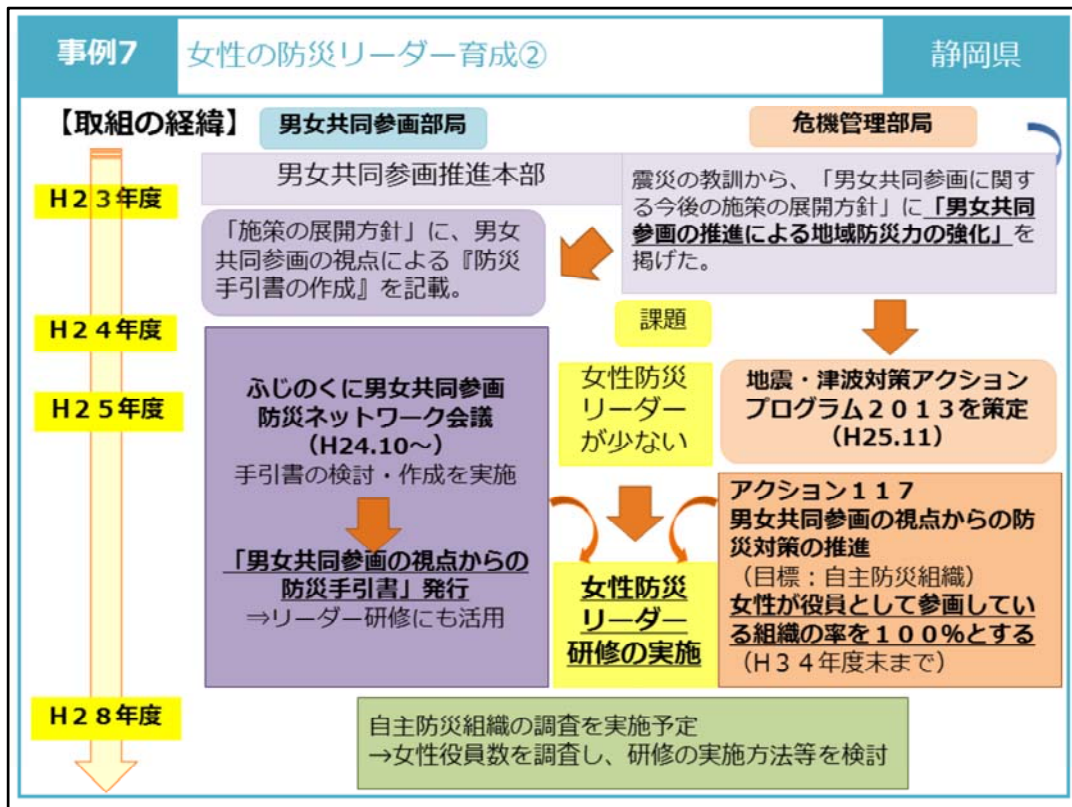 事例7
女性の防災リーダー育成②
静岡県
【取組の経緯】
男女共同参画部局
危機管理部局
H23年度
男女共同参画推進本部
震災の教訓から、「男女共同参画に関す
る今後の施策の展開方針」に「男女共同
参画の推進による地域防災力の強化」を
掲げた。
「施策の展開方針」に、男女
共同参画の視点による『防災
手引書の作成』を記載。
H24年度
課題
H25年度
ふじのくに男女共同参画
防災ネットワーク会議
(H24.10~)
手引書の検討・作成を実施
女性防災
リーダー
が少ない
地震・津波対策アクション
プログラム2013を策定
(H25.11)
「男女共同参画の視点からの
防災手引書」発行
⇒リーダー研修にも活用
女性防災
リーダー
研修の実施
アクション117
男女共同参画の視点からの防
災対策の推進
(目標:自主防災組織)
女性が役員として参画してい
る組織の率を100%とする
(H34年度末まで)
H28年度
自主防災組織の調査を実施予定
→女性役員数を調査し、研修の実施方法等を検討